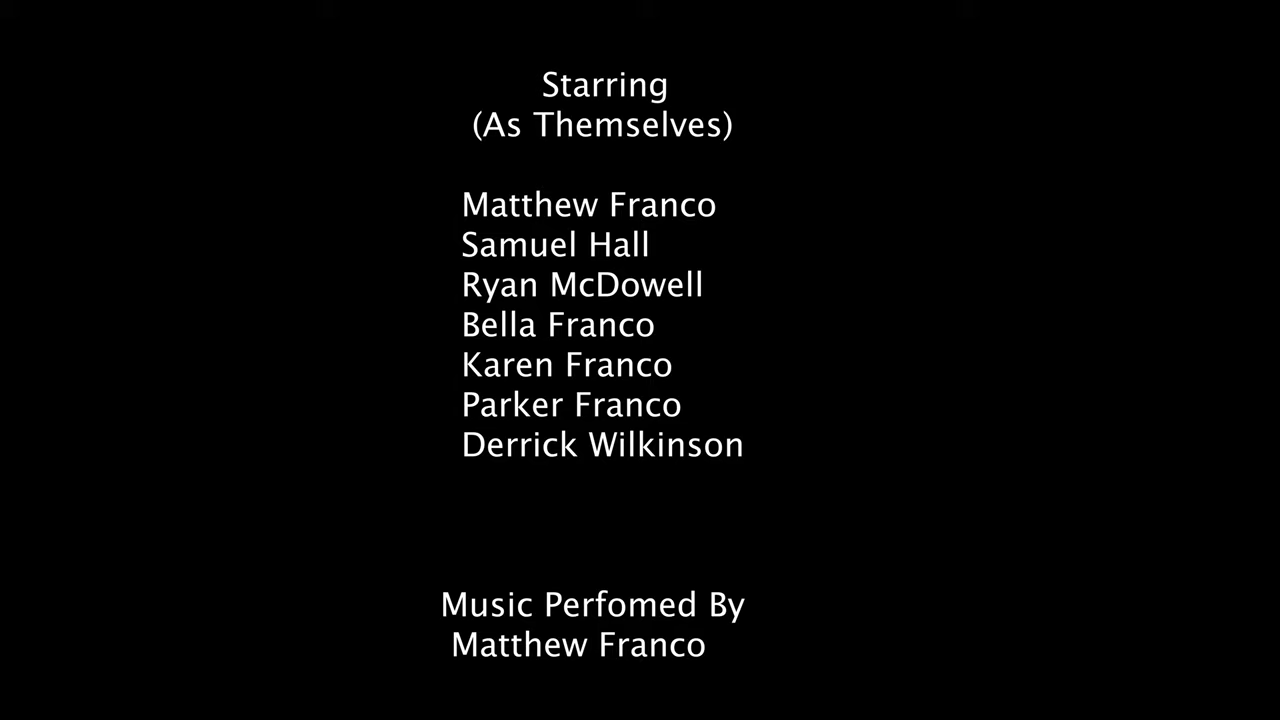 Starring
(As Themselves)
Matthew Franco
Samuel Hall
Ryan McDowell
Bella Franco
Karen Franco
Parker Franco
Derrick Wilkinson
Music Perfomed By
Matthew Franco